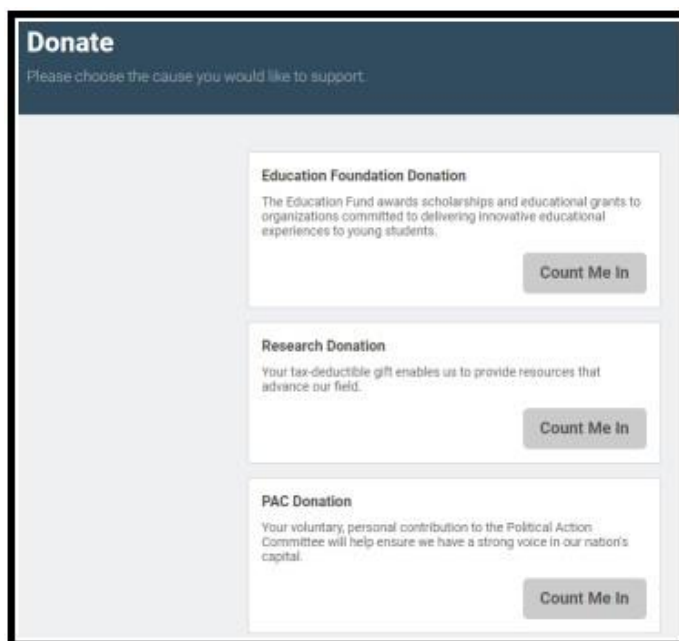 Donate
Please choose the cause you would like to support.
Education Foundation Donation
The Education Fund awards scholarships and educational grants to
organizations committed to delivering innovative educational
experiences to young students.
Count Me In
Research Donation
Your tax-deductible gift enables us to provide resources that
advance our field.
Count Me In
PAC Donation
Your voluntary, personal contribution to the Political Action
Committee will help ensure we have a strong voice in our nation's
capital.
Count Me In